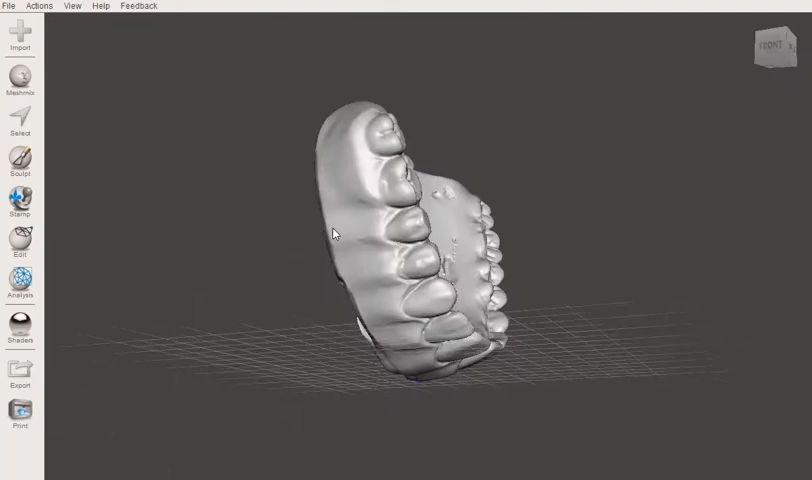 File Actions View Help Feedback
Import
FRONT
Meshmix
Select
Sculpt
Stamp
Edit
Analysis
Shaders
Export
Print